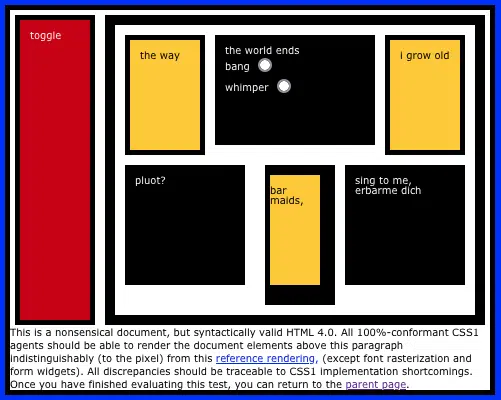 toggle
the way
the world ends
bang
whimper
i grow old
pluot?
bar
maids,
sing to me,
erbarme dich
This is a nonsensical document, but syntactically valid HTML 4.0. All 100%-conformant CSS1
agents should be able to render the document elements above this paragraph
indistinguishably (to the pixel) from this reference rendering, (except font rasterization and
form widgets). All discrepancies should be traceable to CSS1 implementation shortcomings.
Once you have finished evaluating this test, you can return to the parent page.